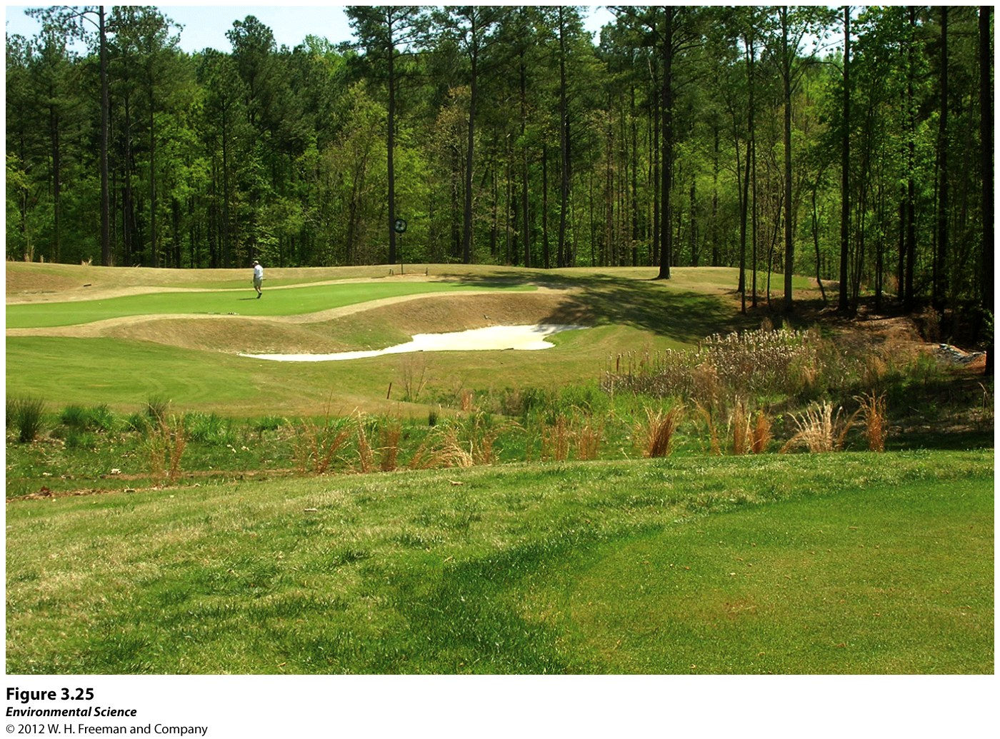 Figure 3.25
Environmental Science
© 2012 W. H. Freeman and Company